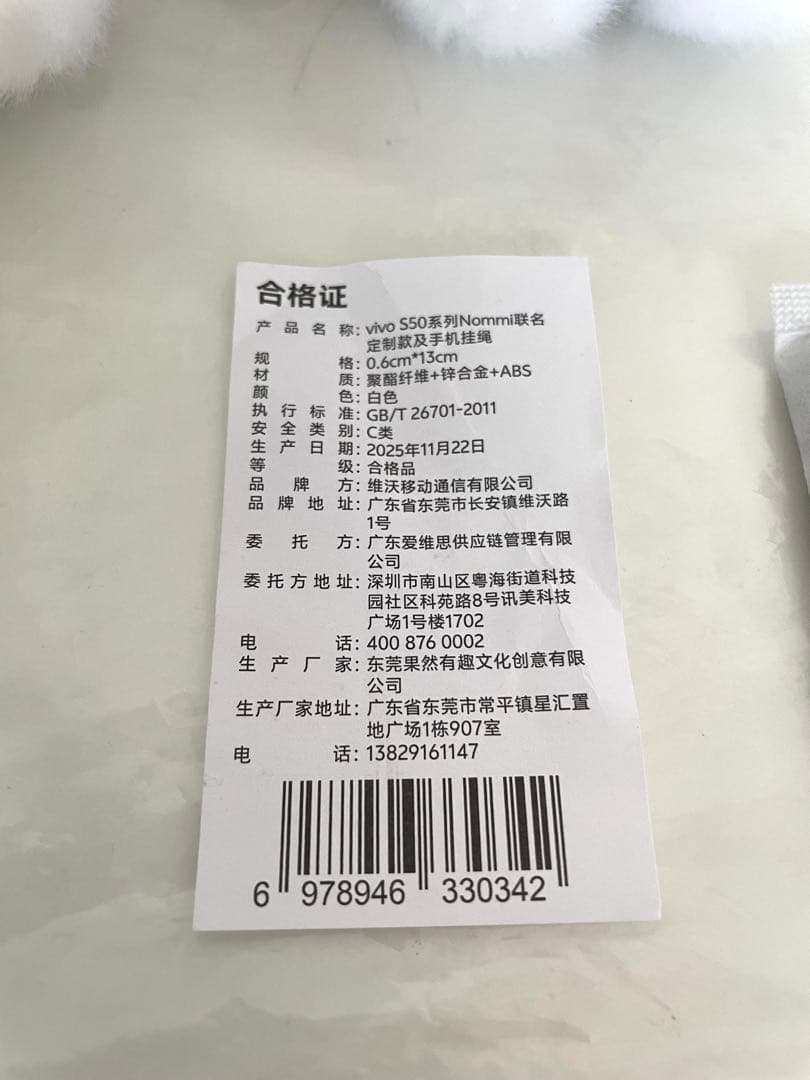 合格证
产品名称：vivo S50系列Nommi联名
定制款及手机挂绳
规格：0.6cm*13cm
材质：聚酯纤维+锌合金+ABS
颜色：白色
执行标准：GB/T 26701-2011
安全类别：C类
生产日期：2025年11月22日
等级：合格品
品牌方：维沃移动通信有限公司
品牌地址：广东省东莞市长安镇维沃路
1号
委托方：广东爱维思供应链管理有限
公司
委托方地址：深圳市南山区粤海街道科技
园社区科苑路8号讯美科技
广场1号楼1702
电话：400 876 0002
生产厂家：东莞果然有趣文化创意有限
公司
生产厂家地址：广东省东莞市常平镇星汇置
地广场1栋907室
电话：13829161147
6 978946 330342